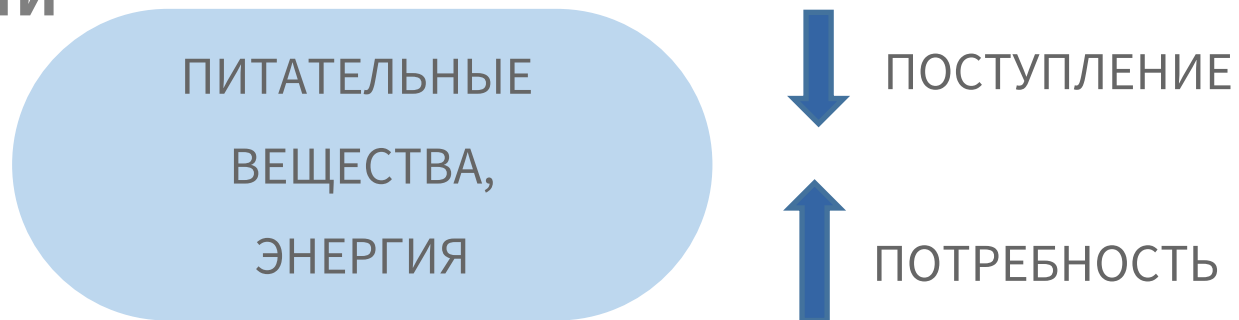 ПИТАТЕЛЬНЫЕ
ВЕЩЕСТВА,
ЭНЕРГИЯ
ПОСТУПЛЕНИЕ
ПОТРЕБНОСТЬ